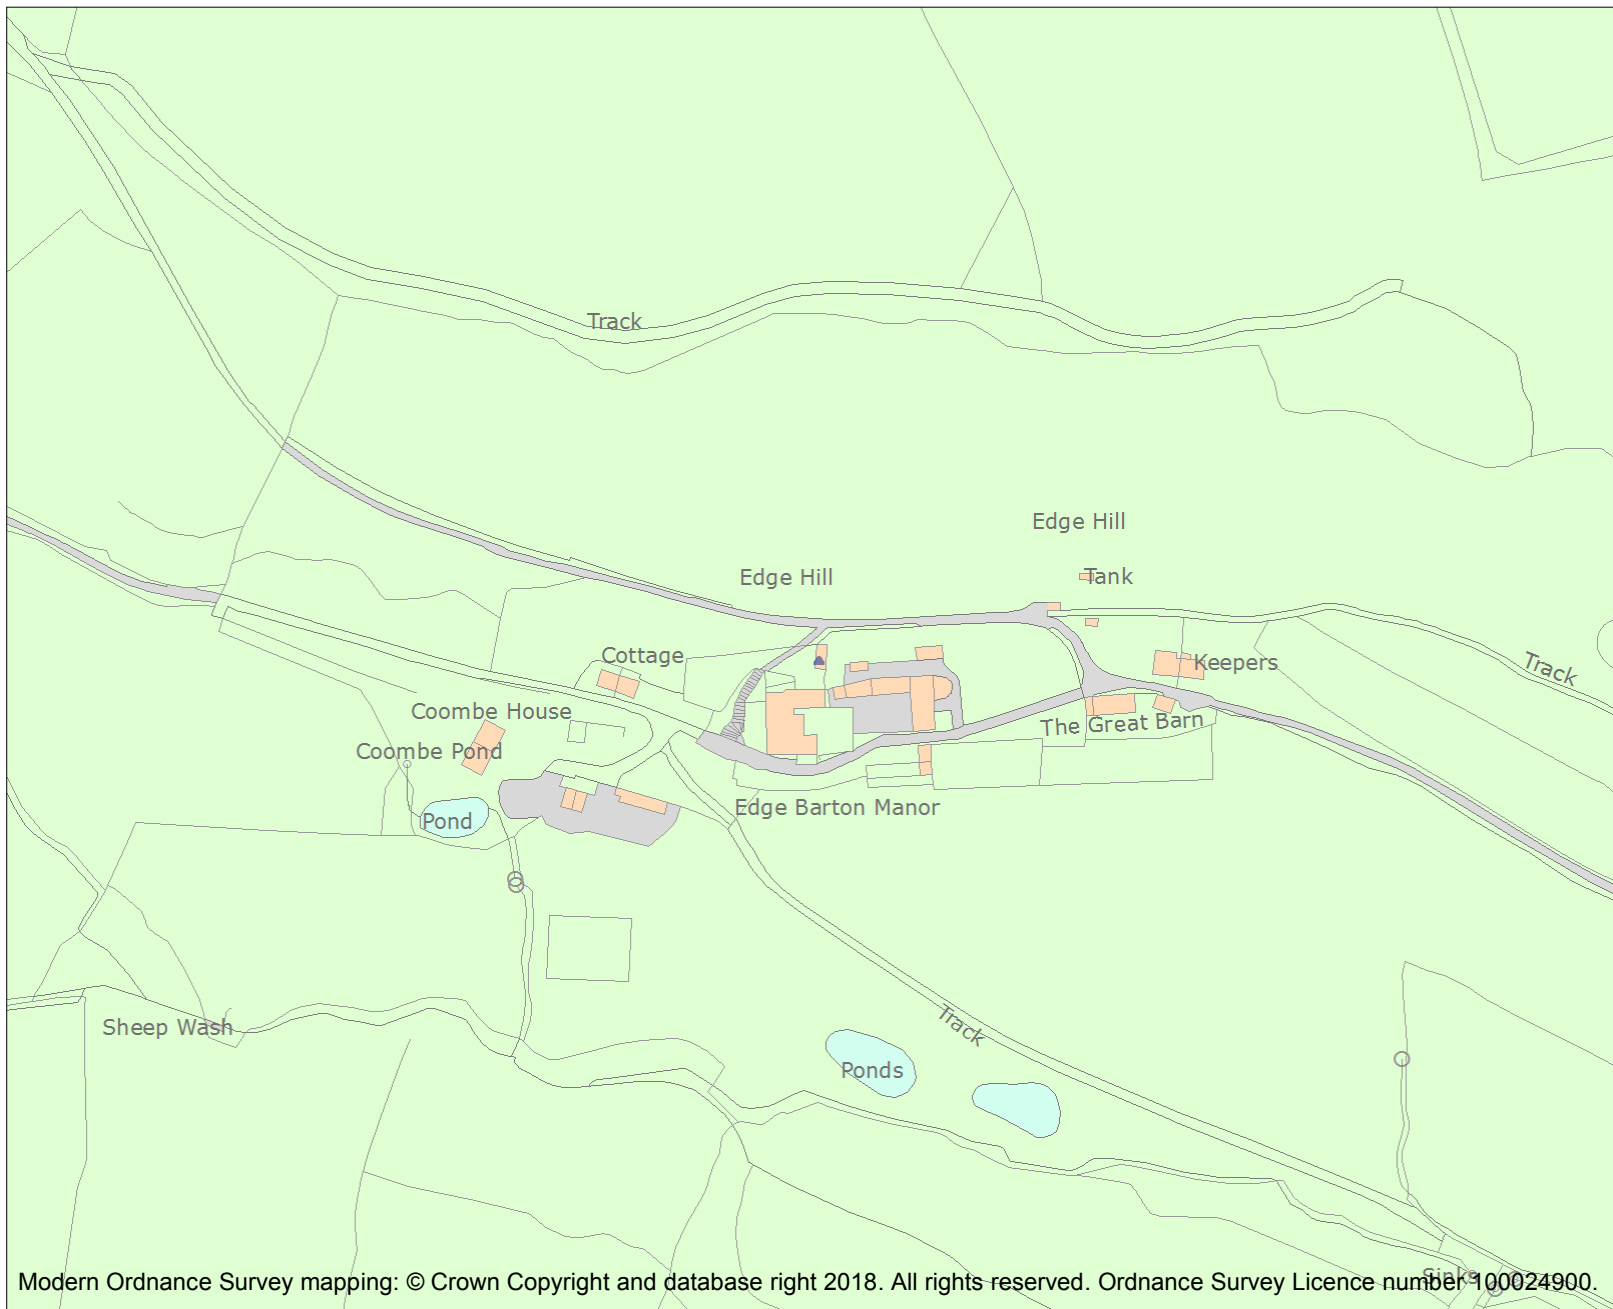 Track
Edge Hill
Edge Hill
Tank
Cottage
Keepers
Track
Coombe House
The Great Barn
Coombe Pond
Edge Barton Manor
Pond
Track
Sheep Wash
Ponds
Sinks
Modern Ordnance Survey mapping: © Crown Copyright and database right 2018. All rights reserved. Ordnance Survey Licence number 100024900.